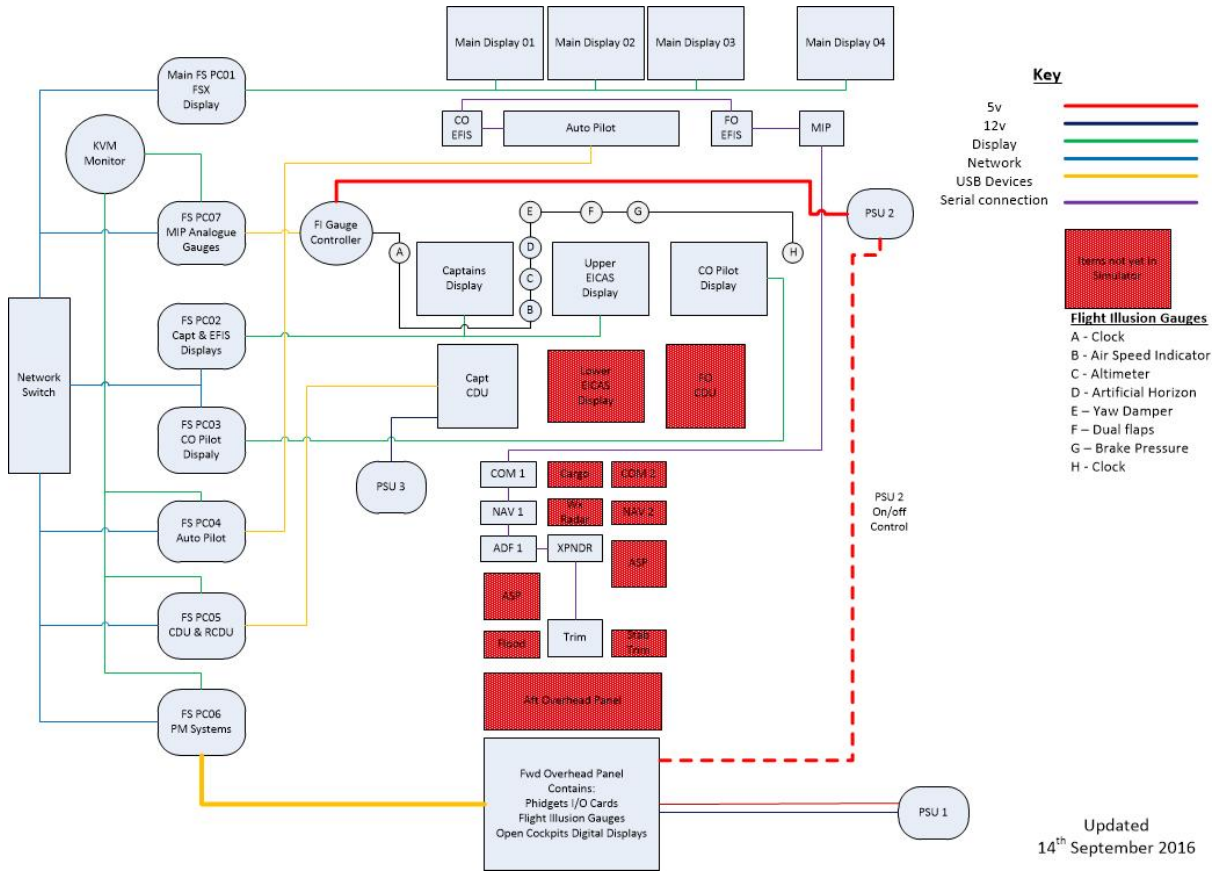 Main Display 01
Main Display 02
Main Display 03
Main Display 04
Main FS PC01
FSX
Display
Key
5v
12v
Display
Network
USB Devices
Serial connection
CO
EFIS
Auto Pilot
FO
EFIS
MIP
KVM
Monitor
FS PC07
MIP Analogue
Gauges
FI Gauge
Controller
A
E
F
G
H
D
C
B
PSU 2
Captains
Display
Upper
EICAS
Display
CO Pilot
Display
Items not yet in
Simulator
Flight Illusion Gauges
A - Clock
B - Air Speed Indicator
C - Altimeter
D - Artificial Horizon
E – Yaw Damper
F – Dual flaps
G – Brake Pressure
H - Clock
Network
Switch
FS PC02
Capt & EFIS
Displays
FS PC03
CO Pilot
Dispaly
Capt
CDU
Lower
EICAS
Display
FO
CDU
PSU 3
COM 1
Cargo
COM 2
NAV 1
Wx
Radar
NAV 2
ADF 1
XPNDR
ASP
ASP
Flood
Trim
Stab
Trim
PSU 2
On/off
Control
FS PC04
Auto Pilot
FS PC05
CDU & RCDU
FS PC06
PM Systems
Aft Overhead Panel
Fwd Overhead Panel
Contains:
Phidgets I/O Cards
Flight Illusion Gauges
Open Cockpits Digital Displays
PSU 1
Updated
14th September 2016